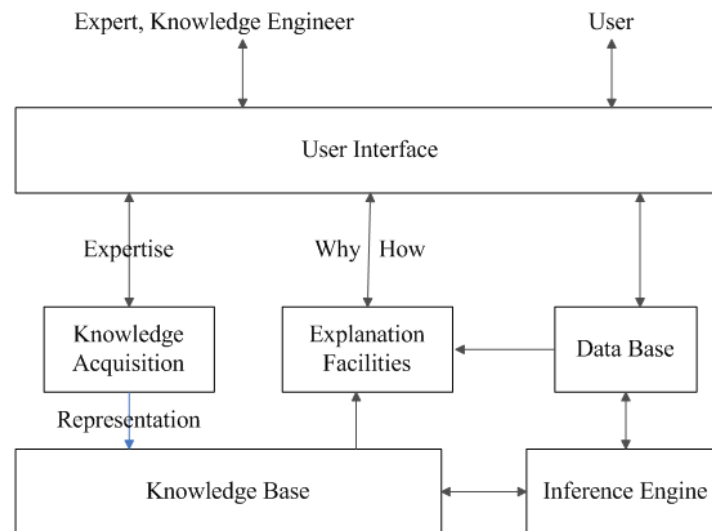 Expert, Knowledge Engineer
User
User Interface
Expertise
Why
How
Knowledge
Acquisition
Explanation
Facilities
Data Base
Representation
Knowledge Base
Inference Engine